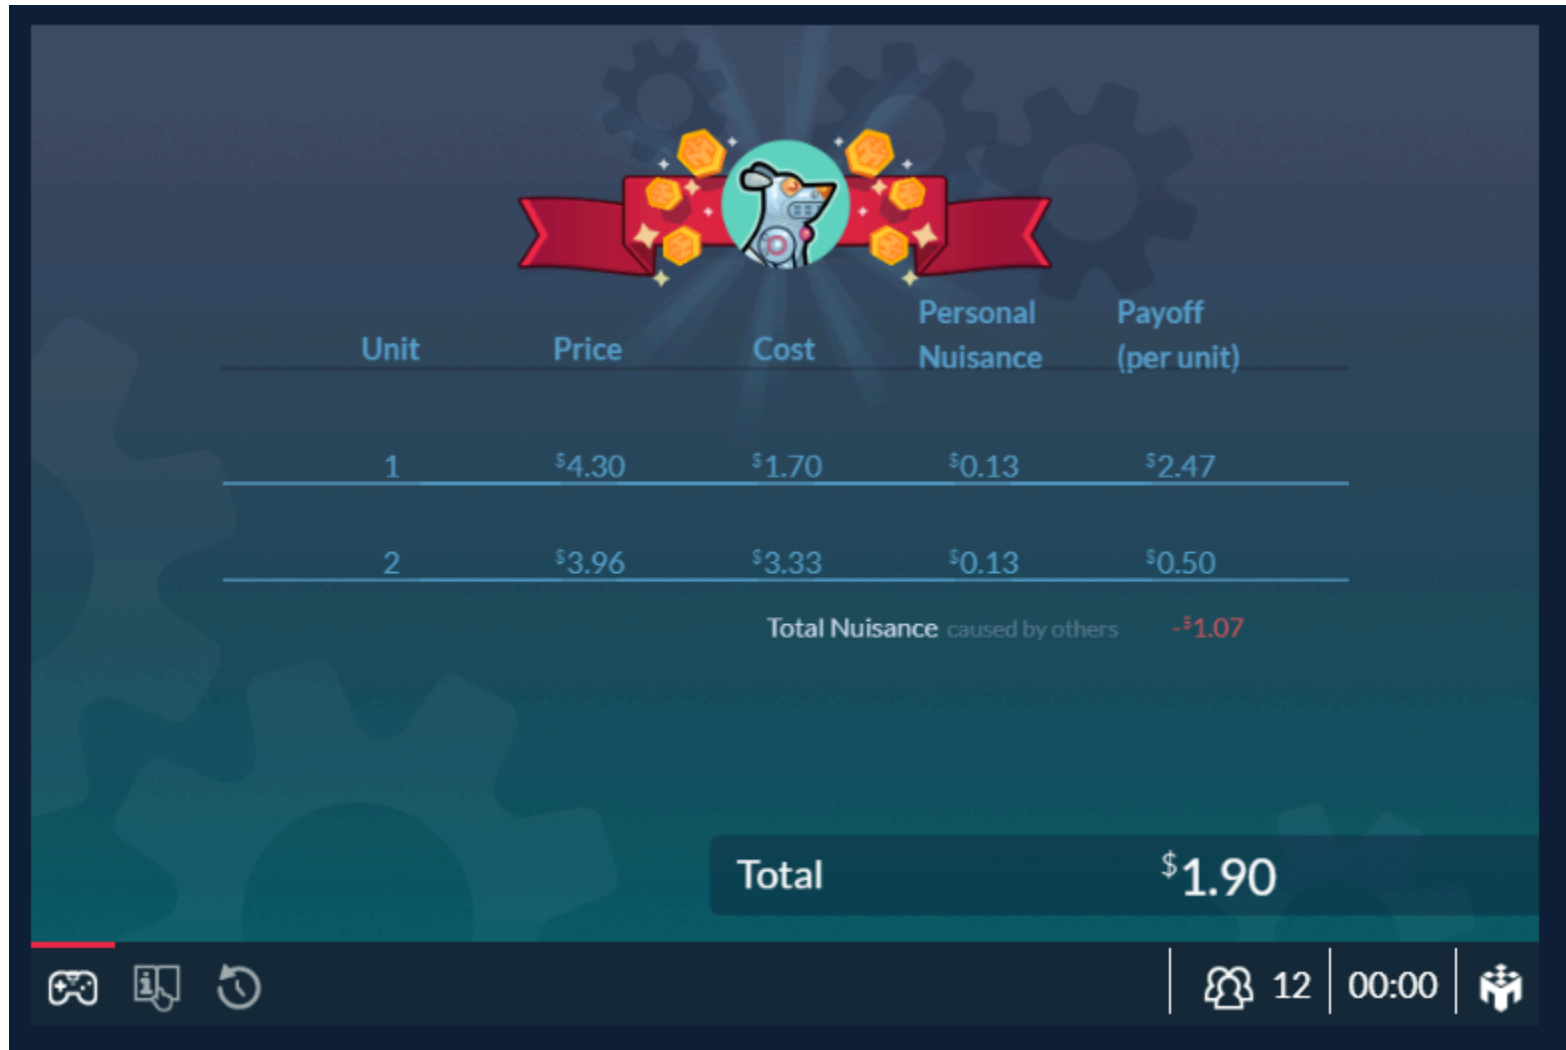 Unit Price Cost Personal Nuisance Payoff (per unit)
1 $4.30 $1.70 $0.13 $2.47
2 $3.96 $3.33 $0.13 $0.50
Total Nuisance caused by others -$1.07
Total $1.90
12 00:00